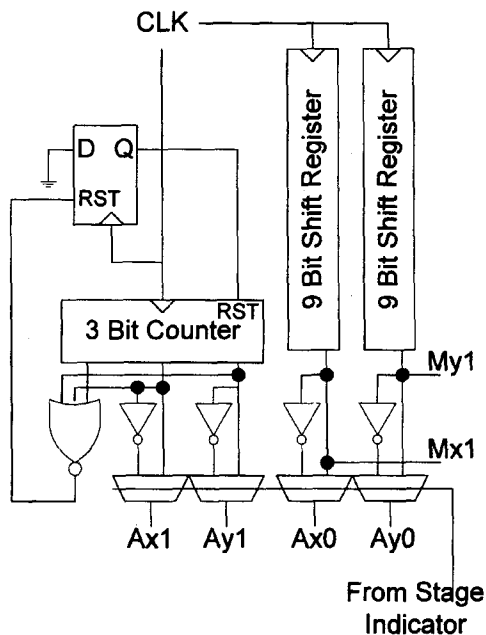 CLK
9 Bit Shift Register
9 Bit Shift Register
D Q
RST
RST
3 Bit Counter
My1
Mx1
Ax1
Ay1
Ax0
Ay0
From Stage
Indicator